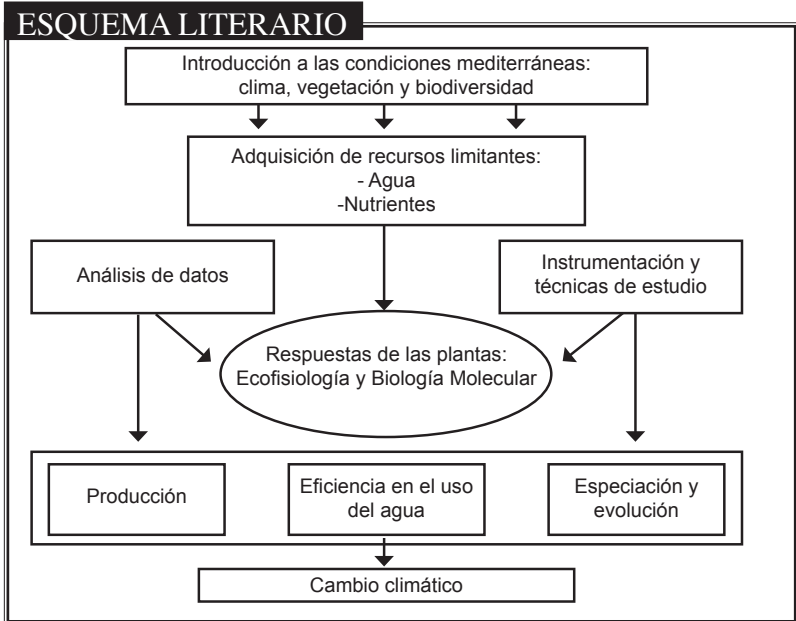 ESQUEMA LITERARIO
Introducción a las condiciones mediterráneas:
clima, vegetación y biodiversidad
Adquisición de recursos limitantes:
- Agua
-Nutrientes
Análisis de datos
Instrumentación y
técnicas de estudio
Respuestas de las plantas:
Ecofisiología y Biología Molecular
Producción
Eficiencia en el uso
del agua
Especiación y
evolución
Cambio climático